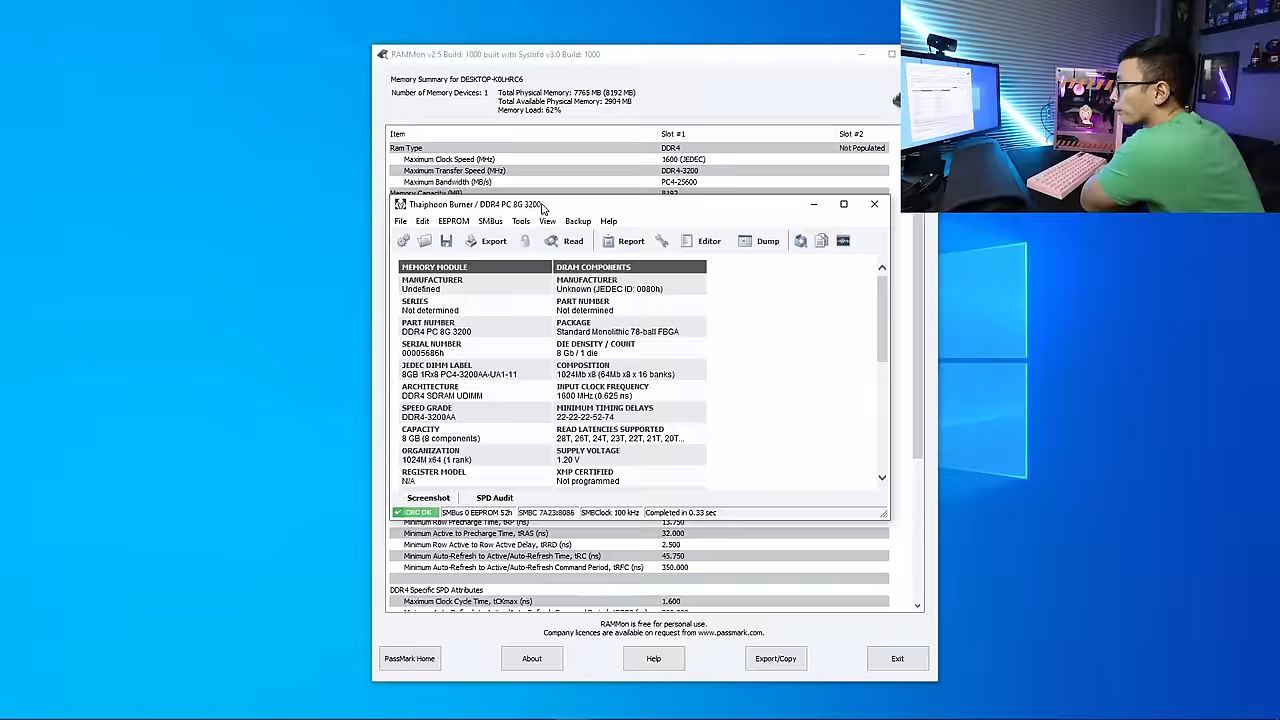 RAMMon v2.5 Build: 1000 built with SysInfo v3.0 Build: 1000
Memory Summary for DESKTOP-K0LHRC6
Number of Memory Devices: 1 Total Physical Memory: 7765 MB (8192 MB)
Total Available Physical Memory: 2904 MB
Memory Load: 62%
Item Slot #1 Slot #2
Ram Type DDR4 Not Populated
Maximum Clock Speed (MHz) 1600 (JEDEC)
Maximum Transfer Speed (MHz) DDR4-3200
Maximum Bandwidth (MB/s) PC4-25600
Memory Capacity (MB) 8192
Thaiphoon Burner / DDR4 PC 8G 3200
File Edit EEPROM SMBus Tools View Backup Help
Export Read Report Editor Dump
MEMORY MODULE DRAM COMPONENTS
MANUFACTURER MANUFACTURER
Undefined Unknown (JEDEC ID: 0080h)
SERIES PART NUMBER
Not determined Not determined
PART NUMBER PACKAGE
DDR4 PC 8G 3200 Standard Monolithic 78-ball FBGA
SERIAL NUMBER DIE DENSITY / COUNT
00005686h 8 Gb / 1 die
JEDEC DIMM LABEL COMPOSITION
8GB 1Rx8 PC4-3200AA-UA1-11 1024Mb x8 (64Mb x8 x 16 banks)
ARCHITECTURE INPUT CLOCK FREQUENCY
DDR4 SDRAM UDIMM 1600 MHz (0.625 ns)
SPEED GRADE MINIMUM TIMING DELAYS
DDR4-3200AA 22-22-22-52-74
CAPACITY READ LATENCIES SUPPORTED
8 GB (8 components) 28T, 26T, 24T, 23T, 22T, 21T, 20T...
ORGANIZATION SUPPLY VOLTAGE
1024M x64 (1 rank) 1.20 V
REGISTER MODEL XMP CERTIFIED
N/A Not programmed
Screenshot SPD Audit
CRC OK SMBus 0 EEPROM 52h SMBC 7A23:8086 SMBClock 100 kHz Completed in 0.33 sec
Minimum Row Precharge Time, tRP (ns) 13.750
Minimum Active to Precharge Time, tRAS (ns) 32.000
Minimum Row Active to Row Active Delay, tRRD (ns) 2.500
Minimum Auto-Refresh to Active/Auto-Refresh Time, tRC (ns) 45.750
Minimum Auto-Refresh to Active/Auto-Refresh Command Period, tRFC (ns) 350.000
DDR4 Specific SPD Attributes
Maximum Clock Cycle Time, tCKmax (ns) 1.600
RAMMon is free for personal use.
Company licences are available on request from www.passmark.com.
PassMark Home About Help Export/Copy Exit